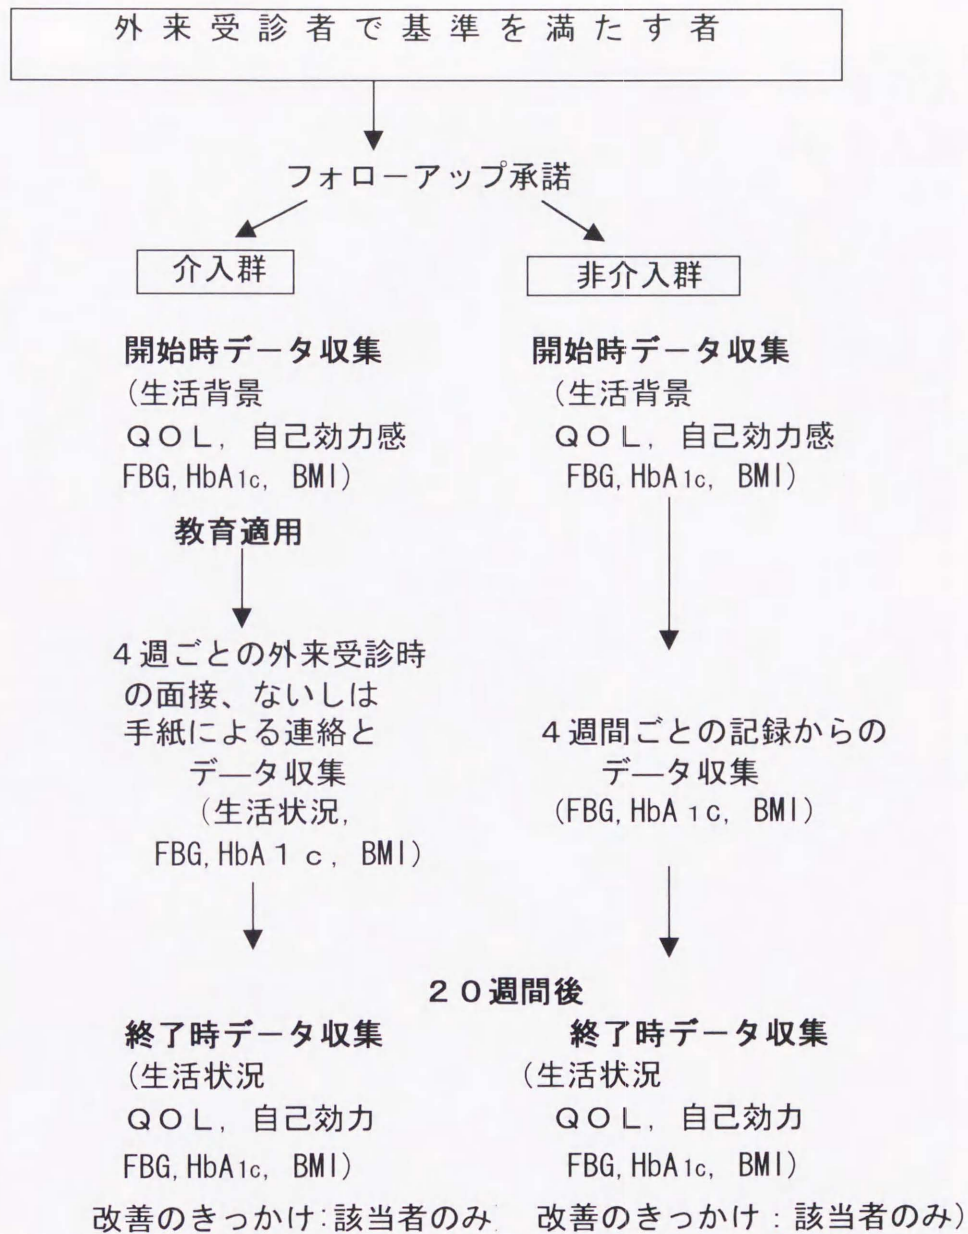 外来受診者で基準を満たす者
フォローアップ承諾
介入群
開始時データ収集
(生活背景
QOL, 自己効力感
FBG, HbA1c, BMI)
教育適用
4週ごとの外来受診時
の面接、ないしは
手紙による連絡と
デ―タ収集
(生活状況,
FBG, HbA1c, BMI)
非介入群
開始時データ収集
(生活背景
QOL, 自己効力感
FBG, HbA1c, BMI)
4週間ごとの記録からの
デ―タ収集
(FBG, HbA1c, BMI)
20週間後
終了時データ収集
(生活状況
QOL, 自己効力
FBG, HbA1c, BMI)
改善のきっかけ:該当者のみ
終了時データ収集
(生活状況
QOL, 自己効力
FBG, HbA1c, BMI)
改善のきっかけ:該当者のみ)